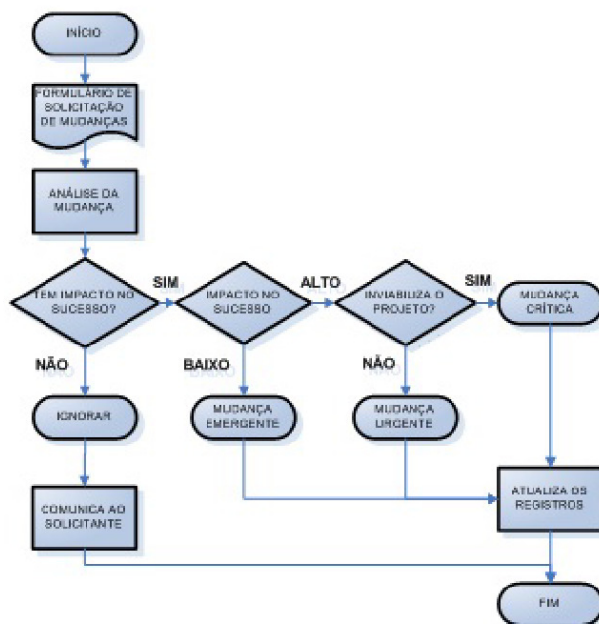 INÍCIO
FORMULÁRIO DE
SOLICITAÇÃO
DE MUDANÇAS
ANÁLISE DA
MUDANÇA
TEM IMPACTO NO
SUCESSO?
SIM
IMPACTO NO
SUCESSO
ALTO
INVIABILIZA O
PROJETO?
SIM
MUDANÇA
CRÍTICA
NÃO
BAIXO
NÃO
IGNORAR
MUDANÇA
EMERGENTE
MUDANÇA
URGENTE
COMUNICA AO
SOLICITANTE
ATUALIZA OS
REGISTROS
FIM